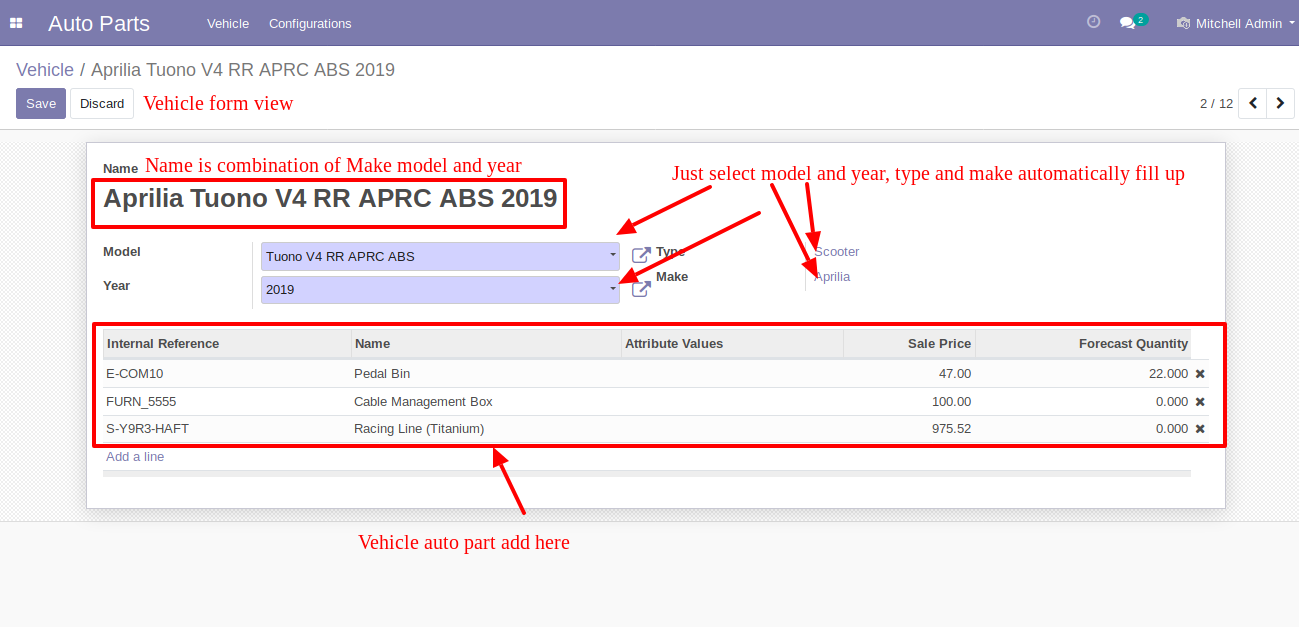 Auto Parts Vehicle Configurations 2 Mitchell Admin
Vehicle / Aprilia Tuono V4 RR APRC ABS 2019
Save Discard Vehicle form view 2 / 12
Name Name is combination of Make model and year
Just select model and year, type and make automatically fill up
Aprilia Tuono V4 RR APRC ABS 2019
Model Tuono V4 RR APRC ABS Type Scooter
Year 2019 Make Aprilia
Internal Reference Name Attribute Values Sale Price Forecast Quantity
E-COM10 Pedal Bin 47.00 22.000
FURN_5555 Cable Management Box 100.00 0.000
S-Y9R3-HAFT Racing Line (Titanium) 975.52 0.000
Add a line
Vehicle auto part add here